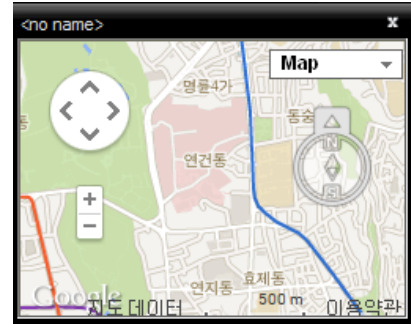 <no name>
x
Map
명륜4가
동숭
N
연건동
S
+
−
연지동
효제동
500 m
Google
지도 데이터
이용약관